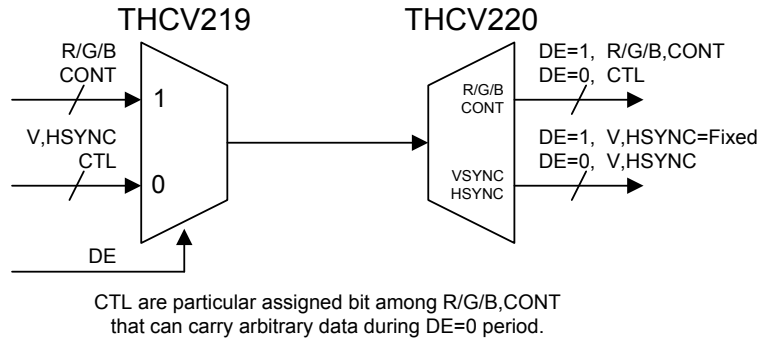 THCV219
THCV220
R/G/B
CONT
1
V,HSYNC
CTL
0
DE
R/G/B
CONT
VSYNC
HSYNC
DE=1, R/G/B,CONT
DE=0, CTL
DE=1, V,HSYNC=Fixed
DE=0, V,HSYNC
CTL are particular assigned bit among R/G/B,CONT
that can carry arbitrary data during DE=0 period.